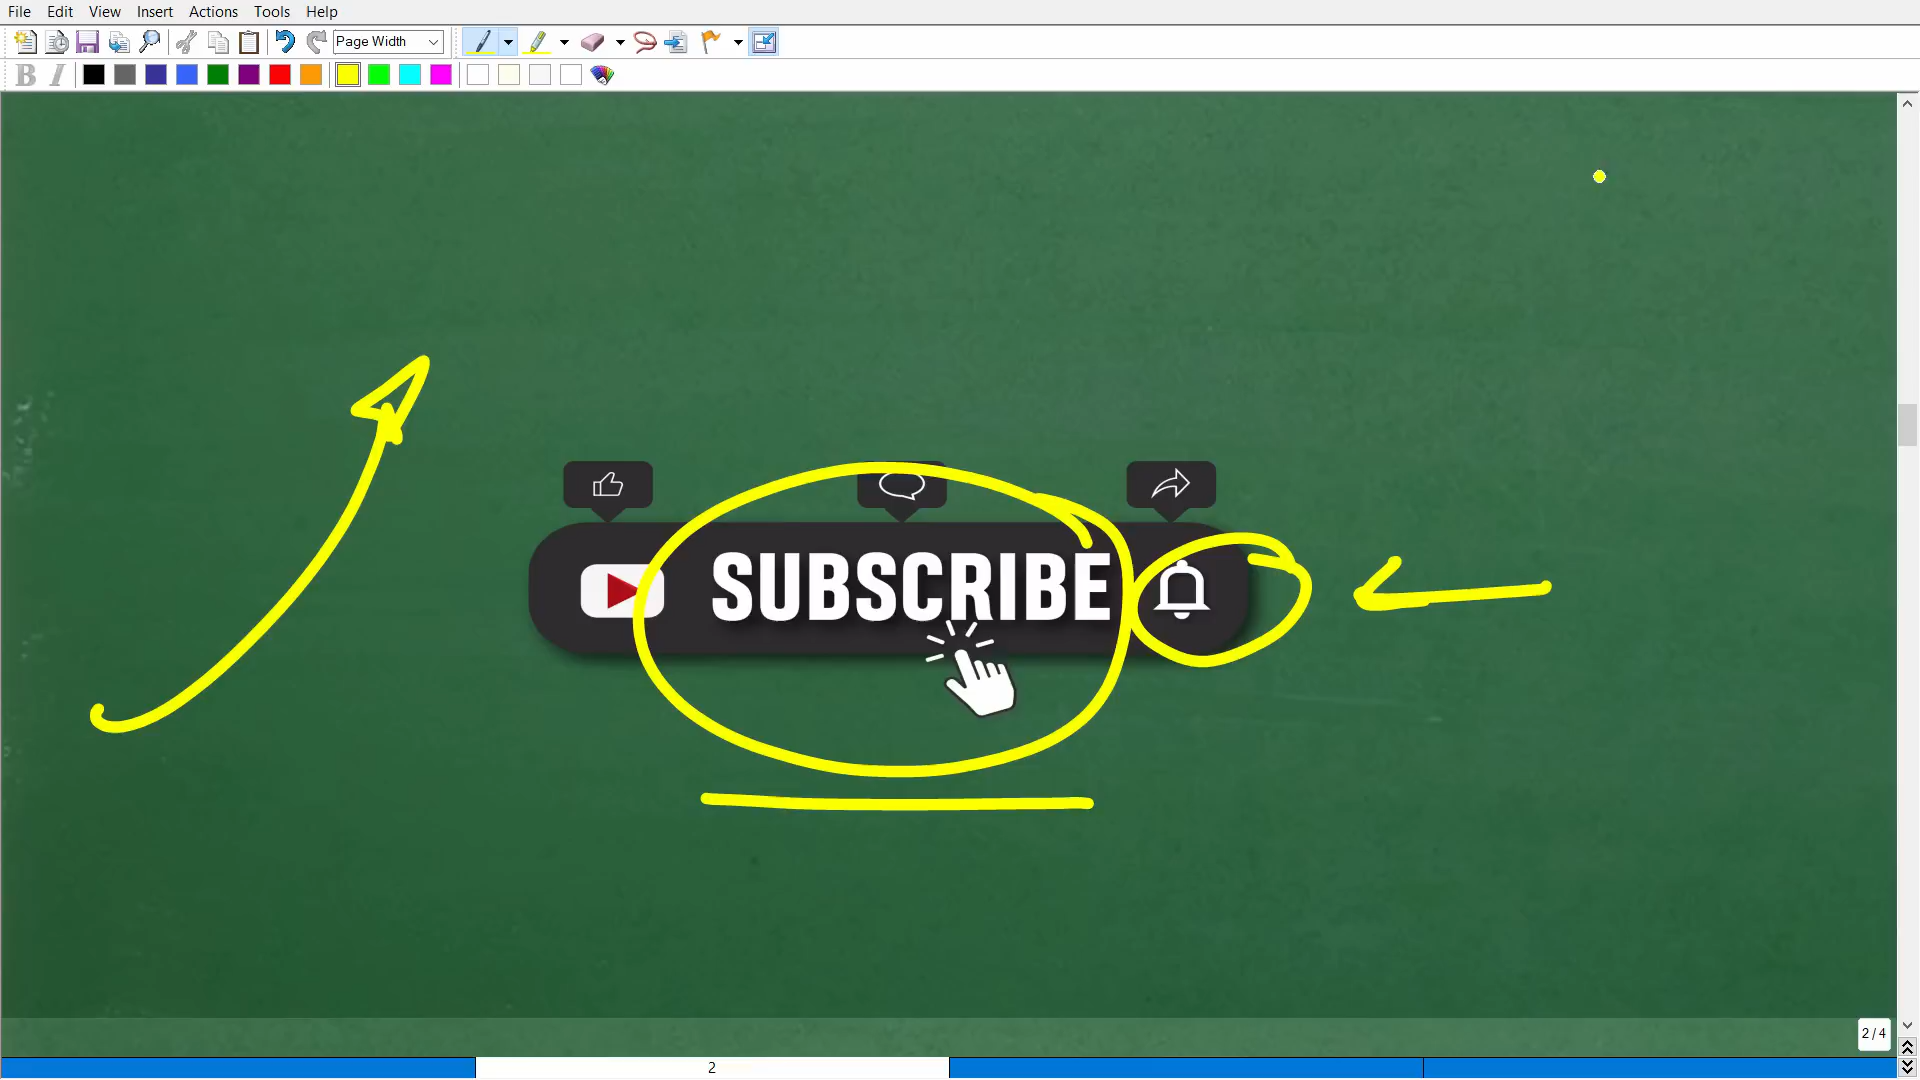 File Edit View Insert Actions Tools Help
Page Width
B I
SUBSCRIBE
2 / 4
2